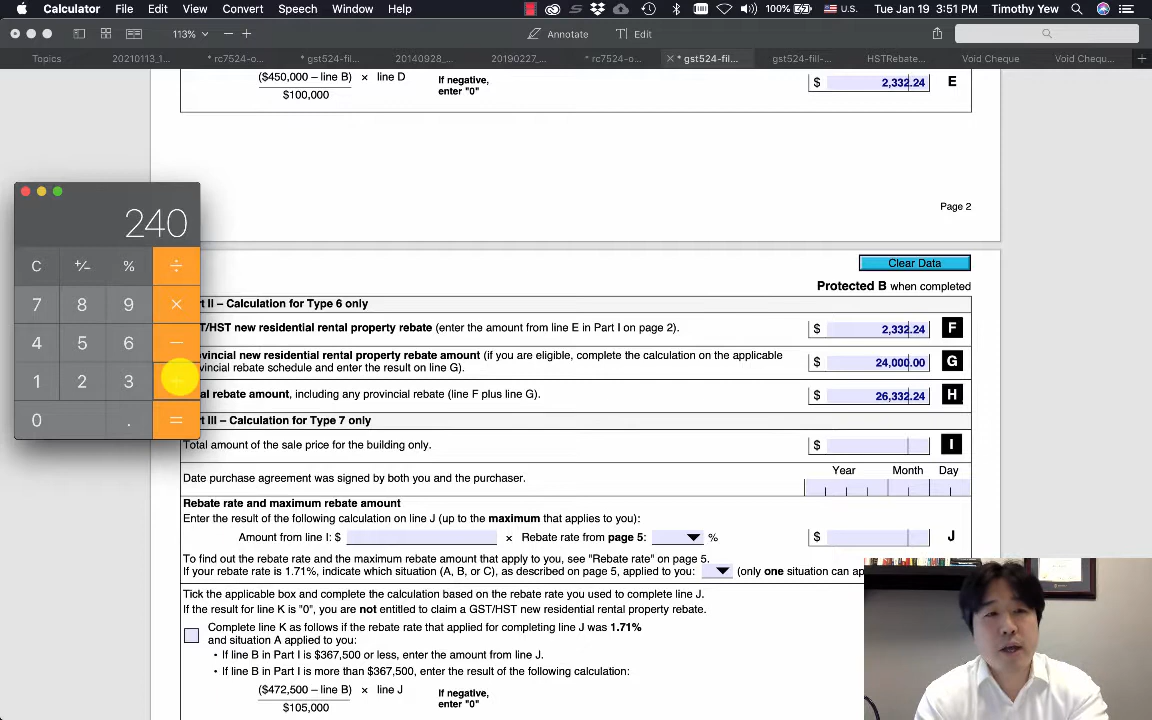 Calculator File Edit View Convert Speech Window Help 100% U.S. Tue Jan 19 3:51 PM Timothy Yew
113% Annotate Edit
Topics 20210113_1... * rc7524-o... * gst524-fil... 20140928_... 20190227_... * rc7524-o... * gst524-fil... gst524-fill-... HSTRebate... Void Cheque Void Chequ...
($450,000 – line B) × line D
$100,000
If negative,
enter "0"
$ 2,332.24 E
Page 2
240
C +/- % ÷
7 8 9 ×
4 5 6 −
1 2 3 +
0 . =
Clear Data
Protected B when completed
rt II – Calculation for Type 6 only
T/HST new residential rental property rebate (enter the amount from line E in Part I on page 2). $ 2,332.24 F
ovincial new residential rental property rebate amount (if you are eligible, complete the calculation on the applicable
vincial rebate schedule and enter the result on line G). $ 24,000.00 G
al rebate amount, including any provincial rebate (line F plus line G). $ 26,332.24 H
rt III – Calculation for Type 7 only
Total amount of the sale price for the building only. $ I
Year Month Day
Date purchase agreement was signed by both you and the purchaser.
Rebate rate and maximum rebate amount
Enter the result of the following calculation on line J (up to the maximum that applies to you):
Amount from line I: $ × Rebate rate from page 5: % $ J
To find out the rebate rate and the maximum rebate amount that apply to you, see "Rebate rate" on page 5.
If your rebate rate is 1.71%, indicate which situation (A, B, or C), as described on page 5, applied to you: (only one situation can ap
Tick the applicable box and complete the calculation based on the rebate rate you used to complete line J.
If the result for line K is "0", you are not entitled to claim a GST/HST new residential rental property rebate.
Complete line K as follows if the rebate rate that applied for completing line J was 1.71%
and situation A applied to you:
• If line B in Part I is $367,500 or less, enter the amount from line J.
• If line B in Part I is more than $367,500, enter the result of the following calculation:
($472,500 – line B) × line J
$105,000
If negative,
enter "0"